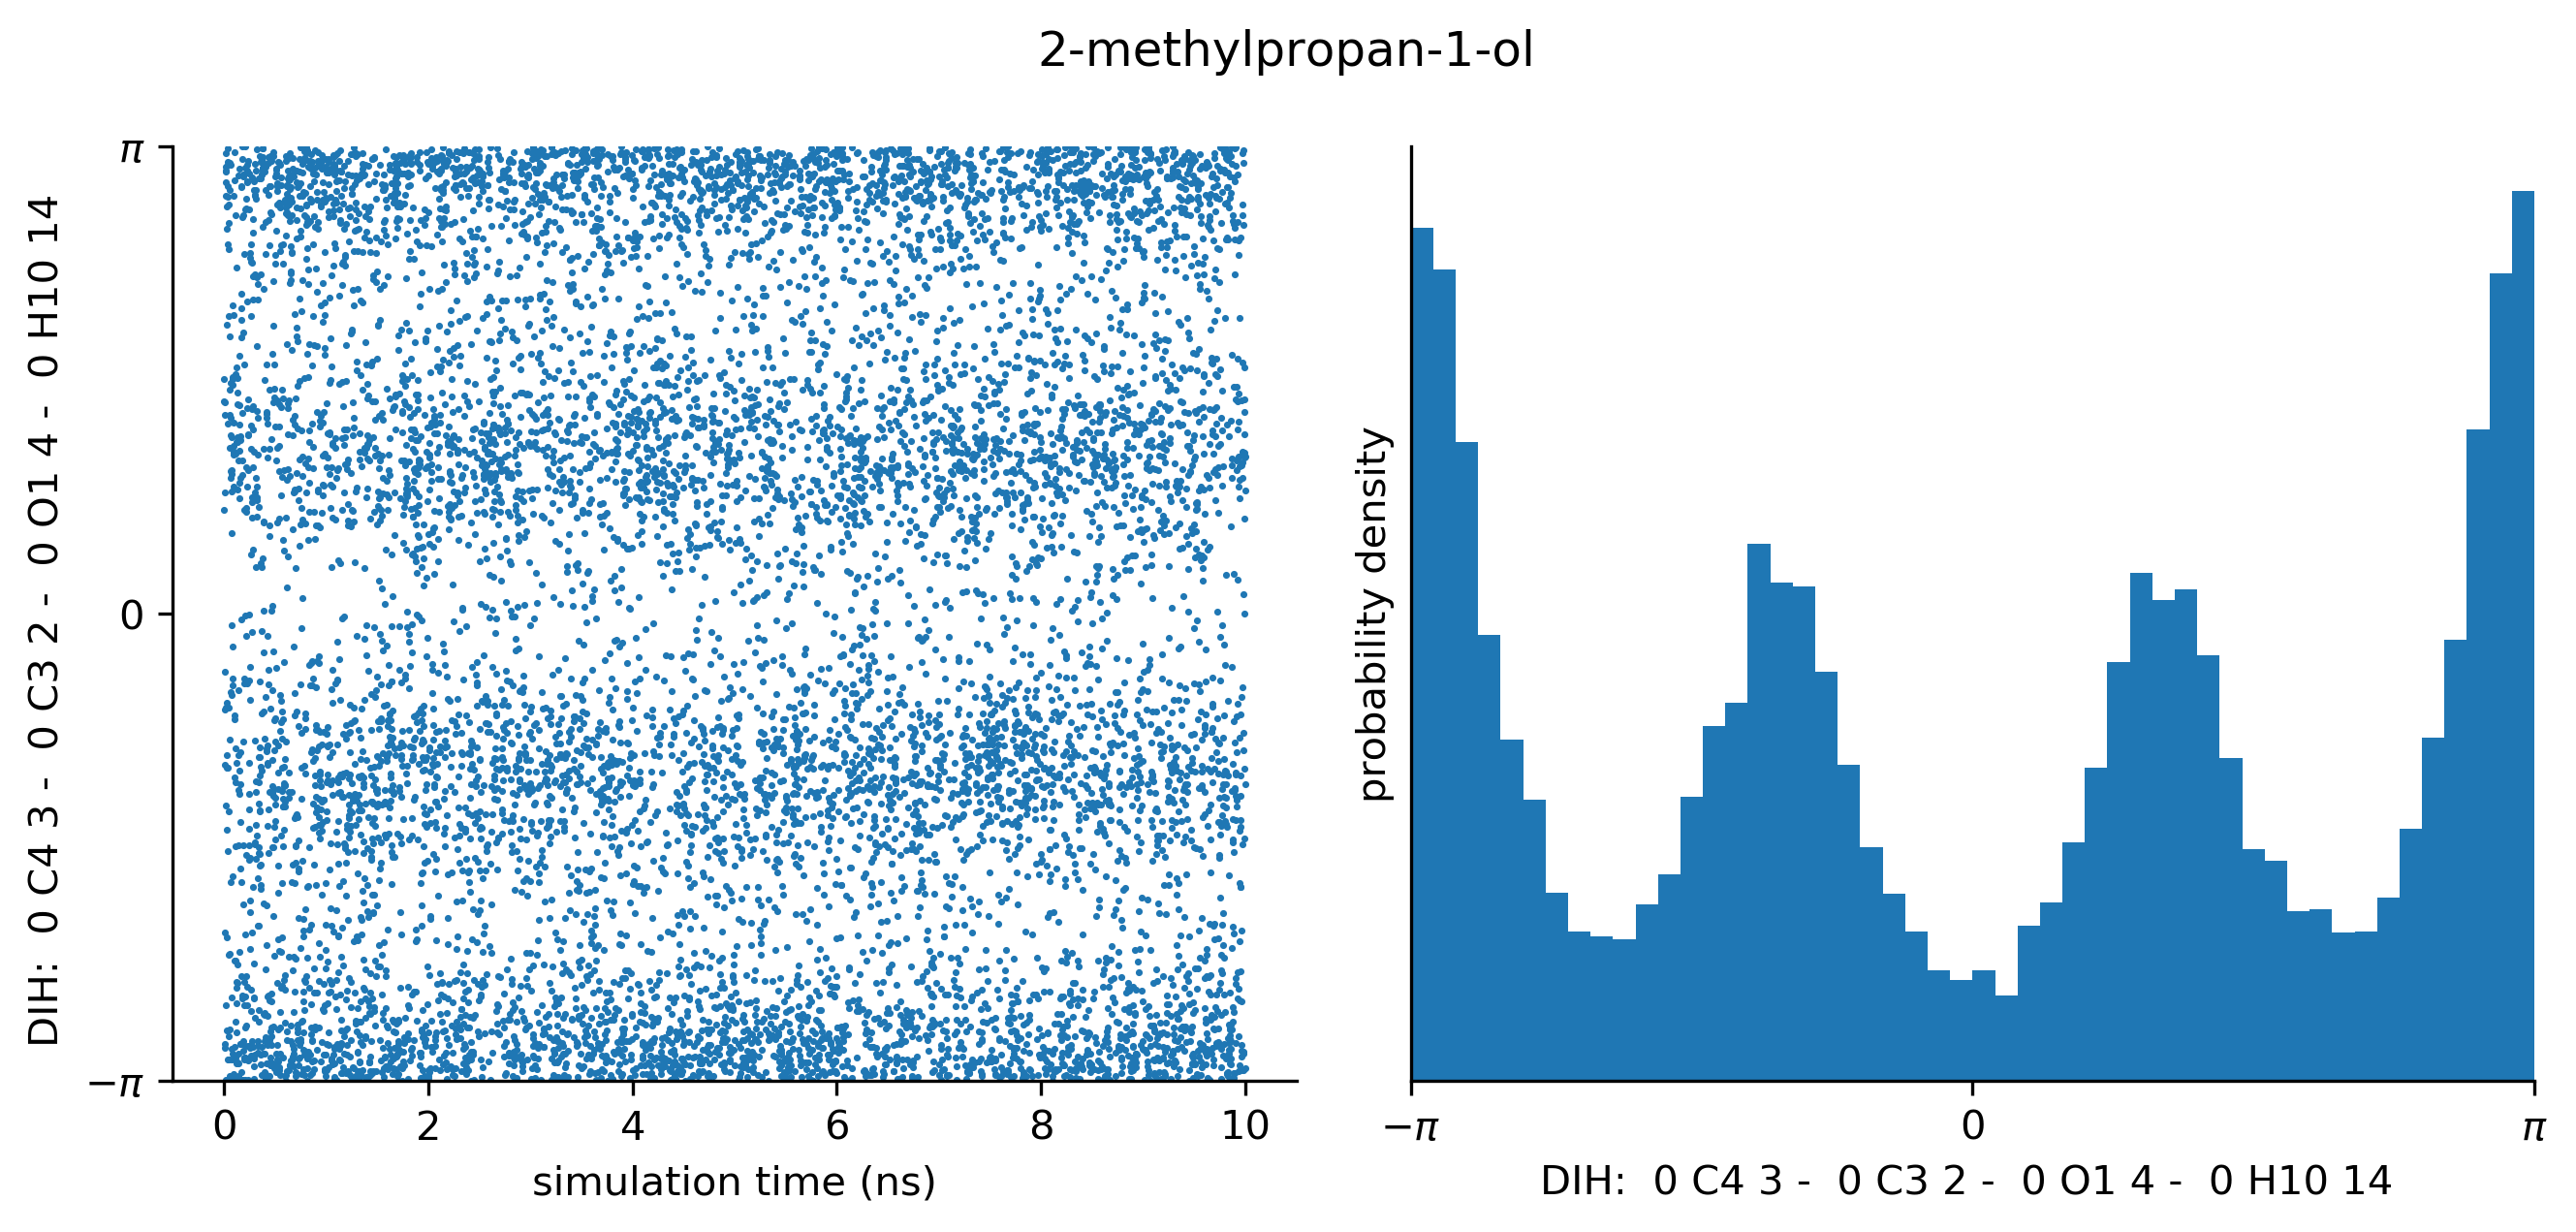 2-methylpropan-1-ol
DIH:  0 C4 3 -  0 C3 2 -  0 O1 4 -  0 H10 14
π
0
−π
0 2 4 6 8 10
simulation time (ns)
probability density
−π 0 π
DIH:  0 C4 3 -  0 C3 2 -  0 O1 4 -  0 H10 14